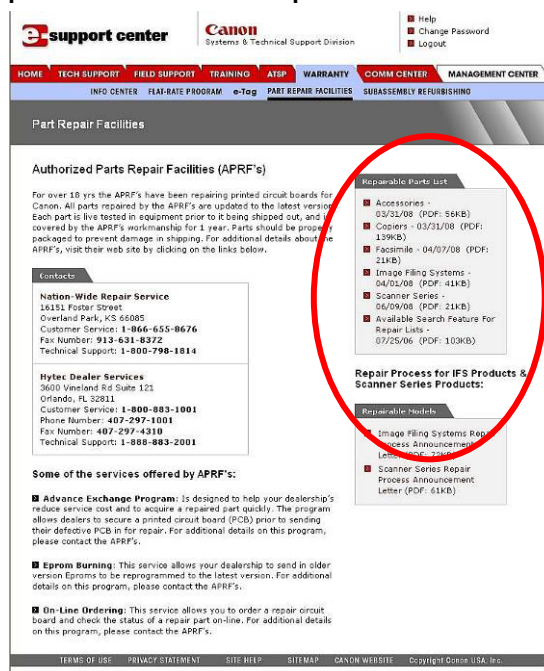 e-support center
Canon
Systems & Technical Support Division
Help
Change Password
Logout
HOME TECH SUPPORT FIELD SUPPORT TRAINING ATSP WARRANTY COMM CENTER MANAGEMENT CENTER
INFO CENTER FLAT-RATE PROGRAM e-Tag PART REPAIR FACILITIES SUBASSEMBLY REFURBISHING
Part Repair Facilities
Authorized Parts Repair Facilities (APRF's)
For over 18 yrs the APRF's have been repairing printed circuit boards for
Canon. All parts repaired by the APRF's are updated to the latest version.
Each part is live tested in equipment prior to it being shipped out, and is
covered by the APRF's workmanship for 1 year. Parts should be properly
packaged to prevent damage in shipping. For additional details about the
APRF's, visit their web site by clicking on the links below.
Contacts
Nation-Wide Repair Service
16151 Foster Street
Overland Park, KS 66085
Customer Service: 1-866-655-8676
Fax Number: 913-631-8372
Technical Support: 1-800-798-1814
Hytec Dealer Services
3600 Vineland Rd Suite 121
Orlando, FL 32811
Customer Service: 1-800-883-1001
Phone Number: 407-297-1001
Fax Number: 407-297-4310
Technical Support: 1-888-883-2001
Some of the services offered by APRF's:
Advance Exchange Program: Is designed to help your dealership's
reduce service cost and to acquire a repaired part quickly. The program
allows dealers to secure a printed circuit board (PCB) prior to sending
their defective PCB in for repair. For additional details on this program,
please contact the APRF's.
Eprom Burning: This service allows your dealership to send in older
version Eproms to be reprogrammed to the latest version. For additional
details on this program, please contact the APRF's.
On-Line Ordering: This service allows you to order a repair circuit
board and check the status of a repair part on-line. For additional details
on this program, please contact the APRF's.
Repairable Parts List
Accessories -
03/31/08 (PDF: 56KB)
Copiers - 03/31/08 (PDF:
139KB)
Facsimile - 04/07/08 (PDF:
21KB)
Image Filing Systems -
04/01/08 (PDF: 41KB)
Scanner Series -
06/09/08 (PDF: 21KB)
Available Search Feature For
Repair Lists -
07/25/06 (PDF: 103KB)
Repair Process for IFS Products &
Scanner Series Products:
Repairable Models
Image Filing Systems Repair
Process Announcement
Letter (PDF: 72KB)
Scanner Series Repair
Process Announcement
Letter (PDF: 61KB)
TERMS OF USE PRIVACY STATEMENT SITE HELP SITEMAP CANON WEBSITE Copyright Canon USA, Inc.